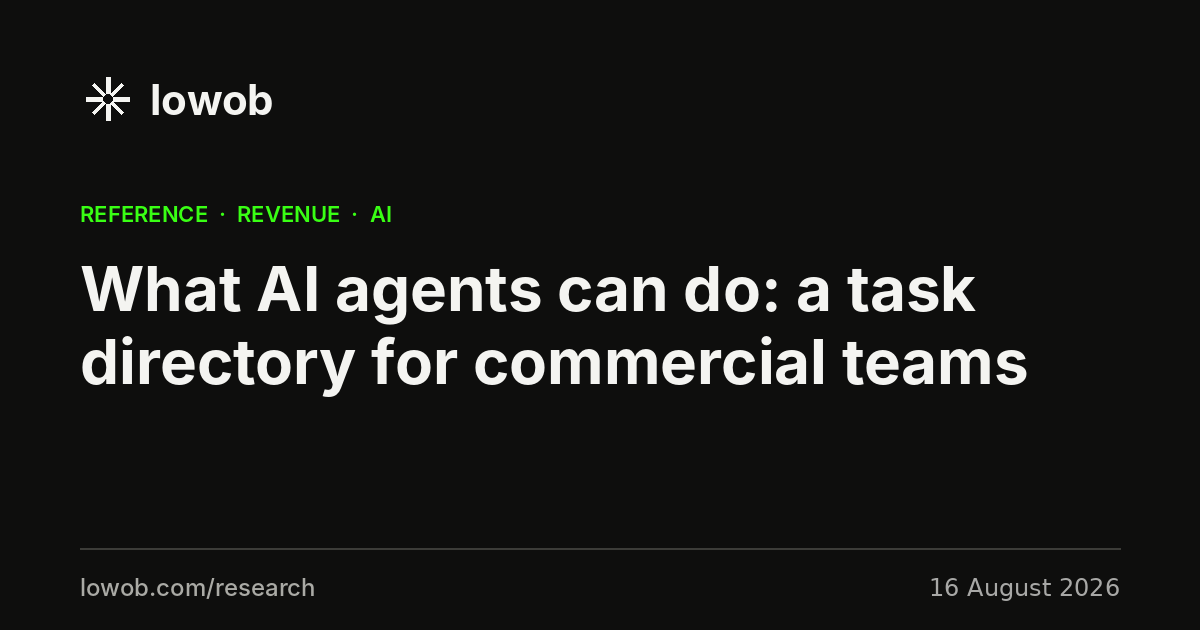 lowob
REFERENCE · REVENUE · AI
What AI agents can do: a task
directory for commercial teams
lowob.com/research
16 August 2026